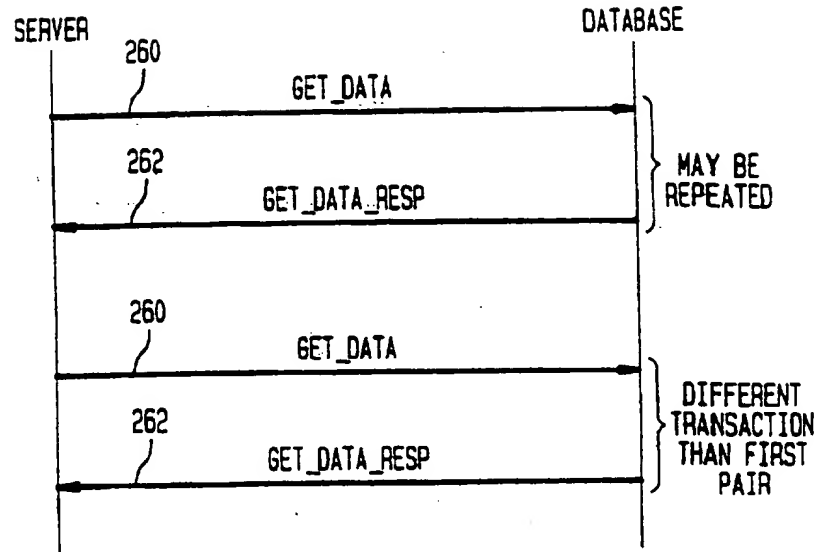 SERVER
DATABASE
260
GET_DATA
262
GET_DATA_RESP
MAY BE
REPEATED
260
GET_DATA
262
GET_DATA_RESP
DIFFERENT
TRANSACTION
THAN FIRST
PAIR